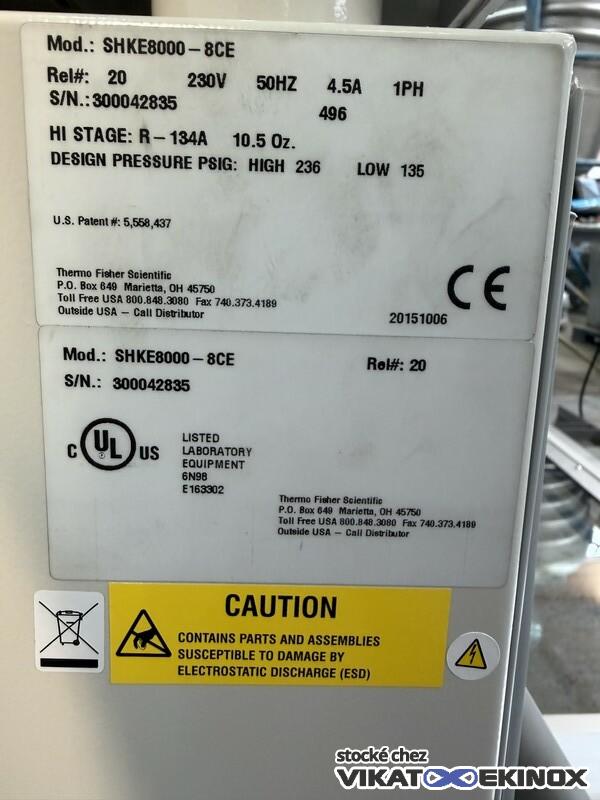 Mod.: SHKE8000-8CE
Rel#: 20 230V 50HZ 4.5A 1PH
S/N.: 300042835 496
HI STAGE: R-134A 10.5 Oz.
DESIGN PRESSURE PSIG: HIGH 236 LOW 135
U.S. Patent #: 5,558,437
Thermo Fisher Scientific
P.O. Box 649 Marietta, OH 45750
Toll Free USA 800.848.3080 Fax 740.373.4189
Outside USA - Call Distributor
CE
20151006
Mod.: SHKE8000-8CE Rel#: 20
S/N.: 300042835
C UL US
LISTED
LABORATORY
EQUIPMENT
6N98
E163302
Thermo Fisher Scientific
P.O. Box 649 Marietta, OH 45750
Toll Free USA 800.848.3080 Fax 740.373.4189
Outside USA - Call Distributor
CAUTION
CONTAINS PARTS AND ASSEMBLIES
SUSCEPTIBLE TO DAMAGE BY
ELECTROSTATIC DISCHARGE (ESD)
stocké chez
VIKAT EKINOX